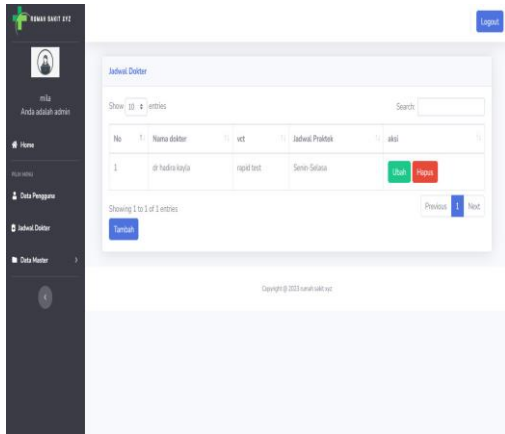 RUMAH SAKIT XYZ
Logout
mila
Anda adalah admin
Home
Data Pengguna
Jadwal Dokter
Data Master
Jadwal Dokter
Show 10 entries
Search:
No Nama dokter vct Jadwal Praktek aksi
1 dr hadira kayla rapid test Senin-Selasa Ubah Hapus
Showing 1 to 1 of 1 entries
Previous 1 Next
Tambah
Copyright @ 2023 rumah sakit xyz